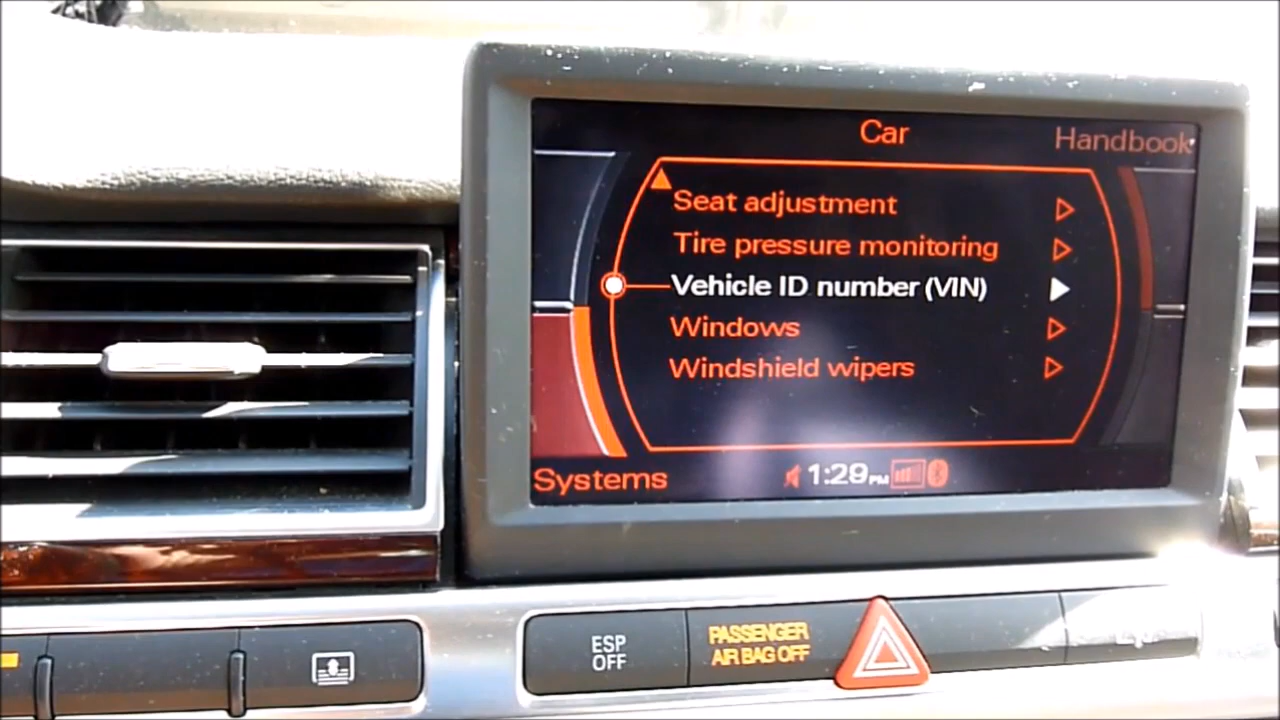 Car
Handbook
Seat adjustment
Tire pressure monitoring
Vehicle ID number (VIN)
Windows
Windshield wipers
Systems
1:29PM
ESP
OFF
PASSENGER
AIR BAG OFF